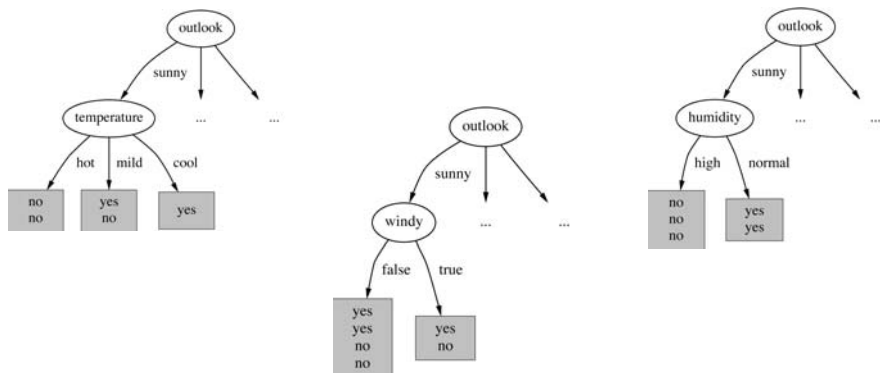 outlook
sunny
temperature
...
...
hot
mild
cool
no
no
yes
no
yes
outlook
sunny
windy
...
...
false
true
yes
yes
no
no
yes
no
outlook
sunny
humidity
...
...
high
normal
no
no
no
yes
yes